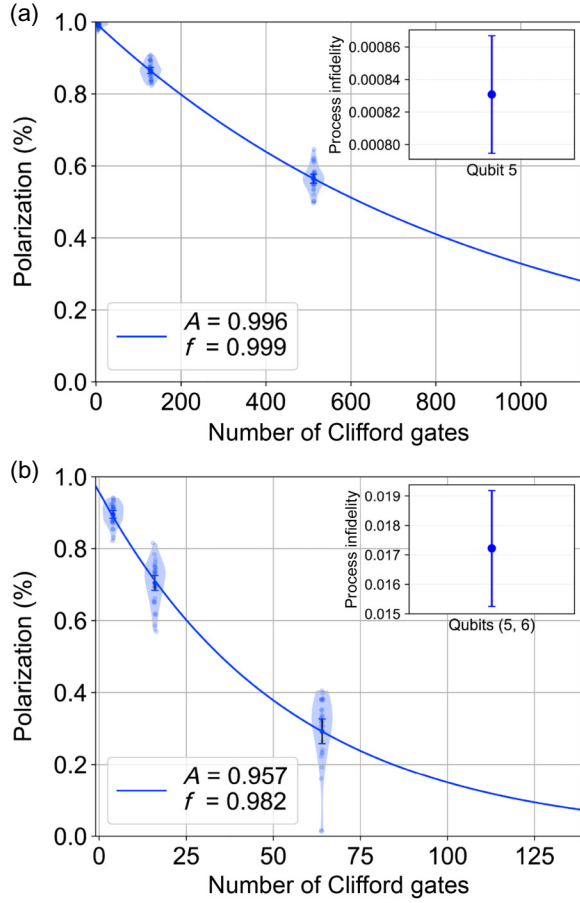 (a)
Polarization (%)
1.0
0.8
0.6
0.4
0.2
0.0
0
200
400
600
800
1000
Number of Clifford gates
A = 0.996
f = 0.999
Process infidelity
0.00086
0.00084
0.00082
0.00080
Qubit 5
(b)
Polarization (%)
1.0
0.8
0.6
0.4
0.2
0.0
0
25
50
75
100
125
Number of Clifford gates
A = 0.957
f = 0.982
Process infidelity
0.019
0.018
0.017
0.016
0.015
Qubits (5, 6)